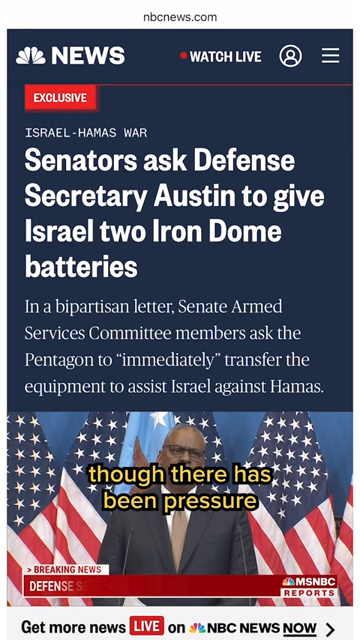 nbcnews.com
NEWS
WATCH LIVE
EXCLUSIVE
ISRAEL-HAMAS WAR
Senators ask Defense
Secretary Austin to give
Israel two Iron Dome
batteries
In a bipartisan letter, Senate Armed
Services Committee members ask the
Pentagon to “immediately” transfer the
equipment to assist Israel against Hamas.
though there has
been pressure
> BREAKING NEWS
DEFENSE S
MSNBC
REPORTS
Get more news LIVE on NBC NEWS NOW >